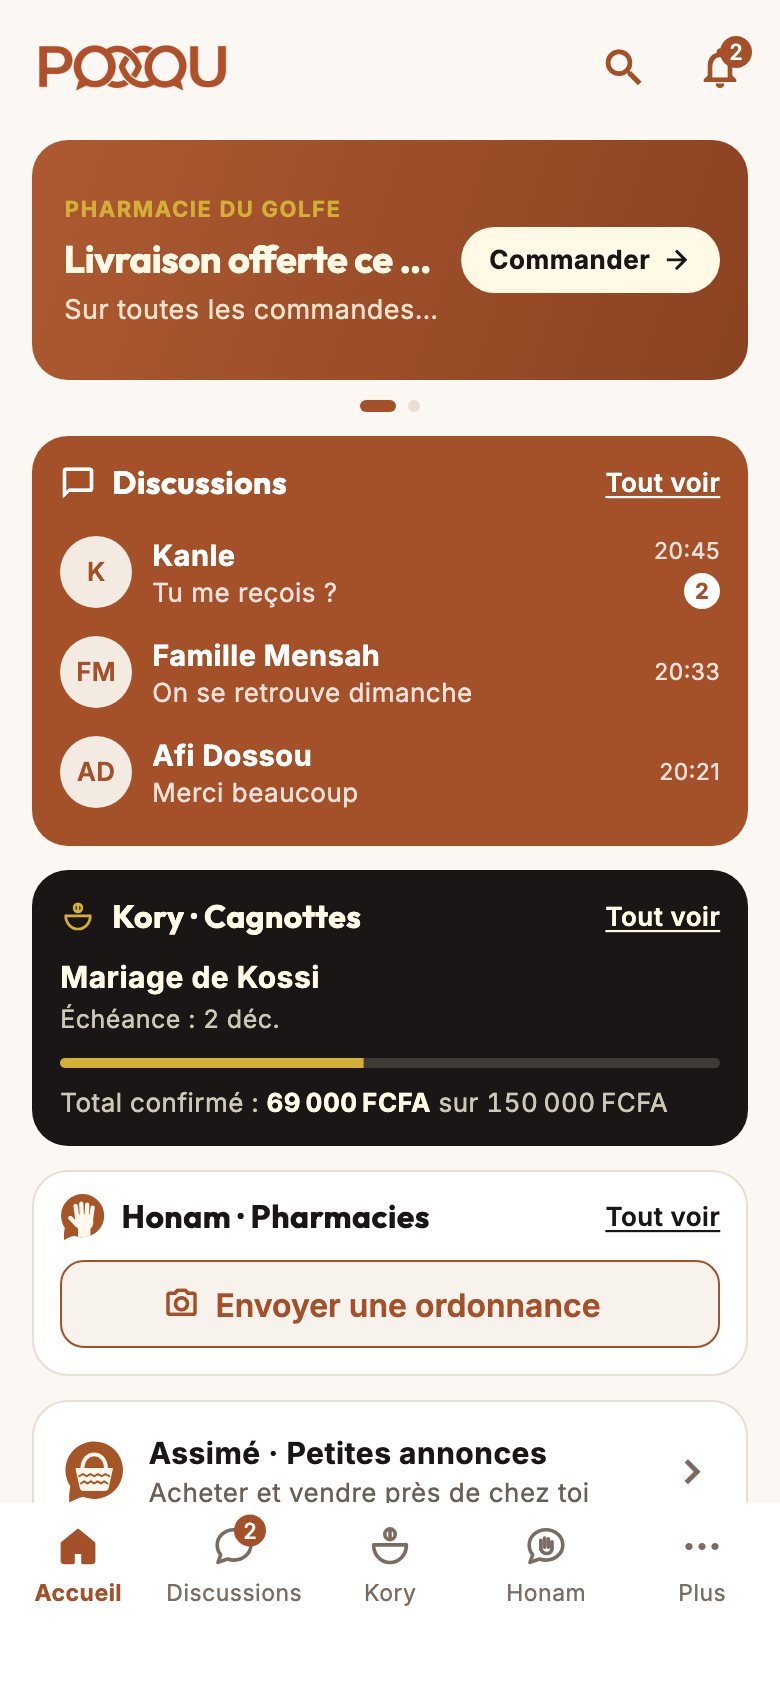 POOOU
2
PHARMACIE DU GOLFE
Livraison offerte ce ...
Sur toutes les commandes...
Commander →
Discussions
Tout voir
K
Kanle
20:45
Tu me reçois ?
2
FM
Famille Mensah
On se retrouve dimanche
20:33
AD
Afi Dossou
Merci beaucoup
20:21
Kory · Cagnottes
Tout voir
Mariage de Kossi
Échéance : 2 déc.
Total confirmé : 69 000 FCFA sur 150 000 FCFA
Honam · Pharmacies
Tout voir
Envoyer une ordonnance
Assimé · Petites annonces
Acheter et vendre près de chez toi
2
Accueil
Discussions
Kory
Honam
Plus